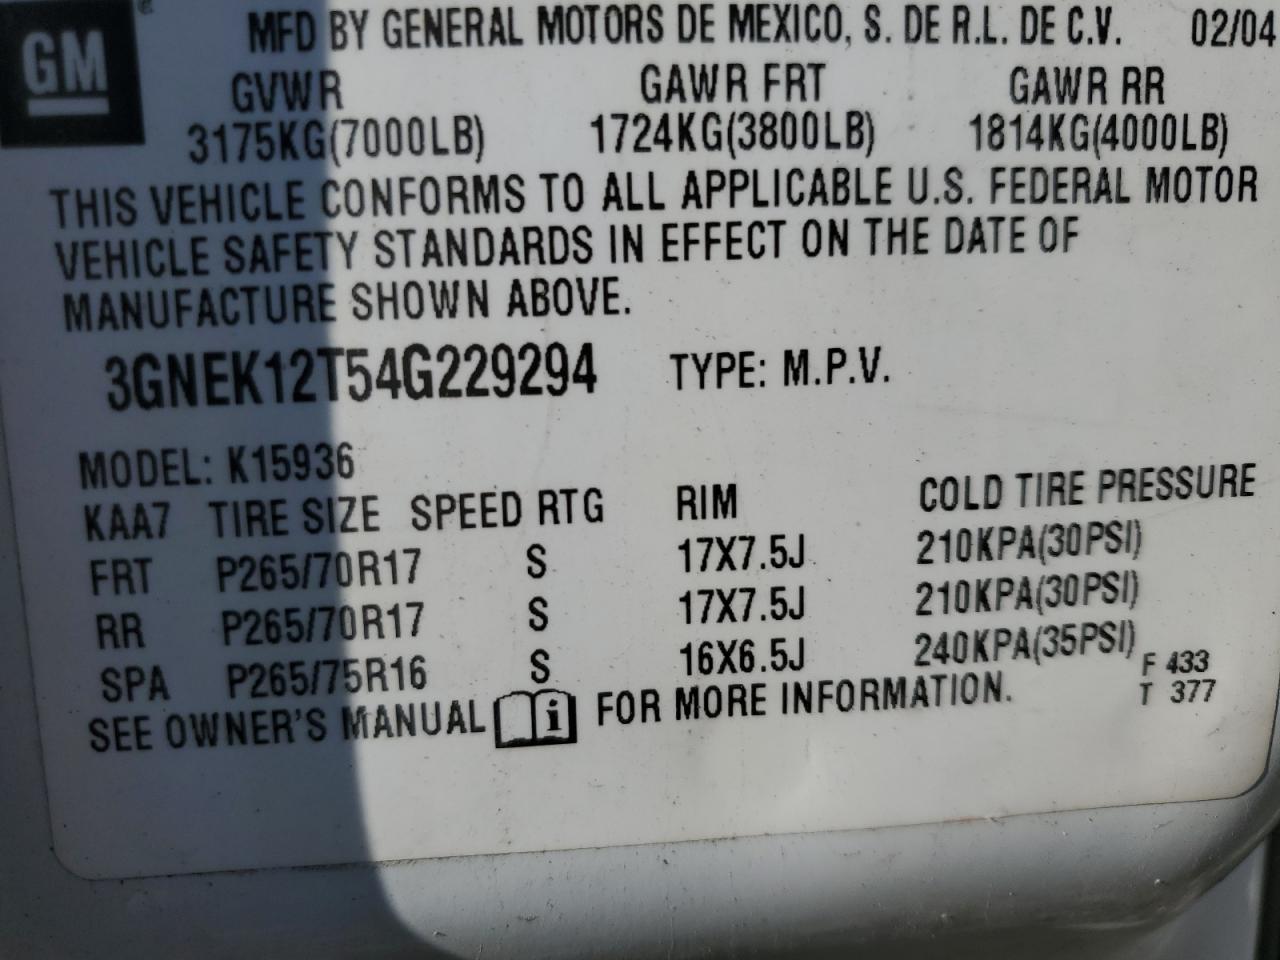 GM ® MFD BY GENERAL MOTORS DE MEXICO, S. DE R.L. DE C.V. 02/04
GVWR GAWR FRT GAWR RR
3175KG(7000LB) 1724KG(3800LB) 1814KG(4000LB)
THIS VEHICLE CONFORMS TO ALL APPLICABLE U.S. FEDERAL MOTOR
VEHICLE SAFETY STANDARDS IN EFFECT ON THE DATE OF
MANUFACTURE SHOWN ABOVE.
3GNEK12T54G229294 TYPE: M.P.V.
MODEL: K15936
KAA7 TIRE SIZE SPEED RTG RIM COLD TIRE PRESSURE
FRT P265/70R17 S 17X7.5J 210KPA(30PSI)
RR P265/70R17 S 17X7.5J 210KPA(30PSI)
SPA P265/75R16 S 16X6.5J 240KPA(35PSI)
F 433
SEE OWNER'S MANUAL i FOR MORE INFORMATION. T 377